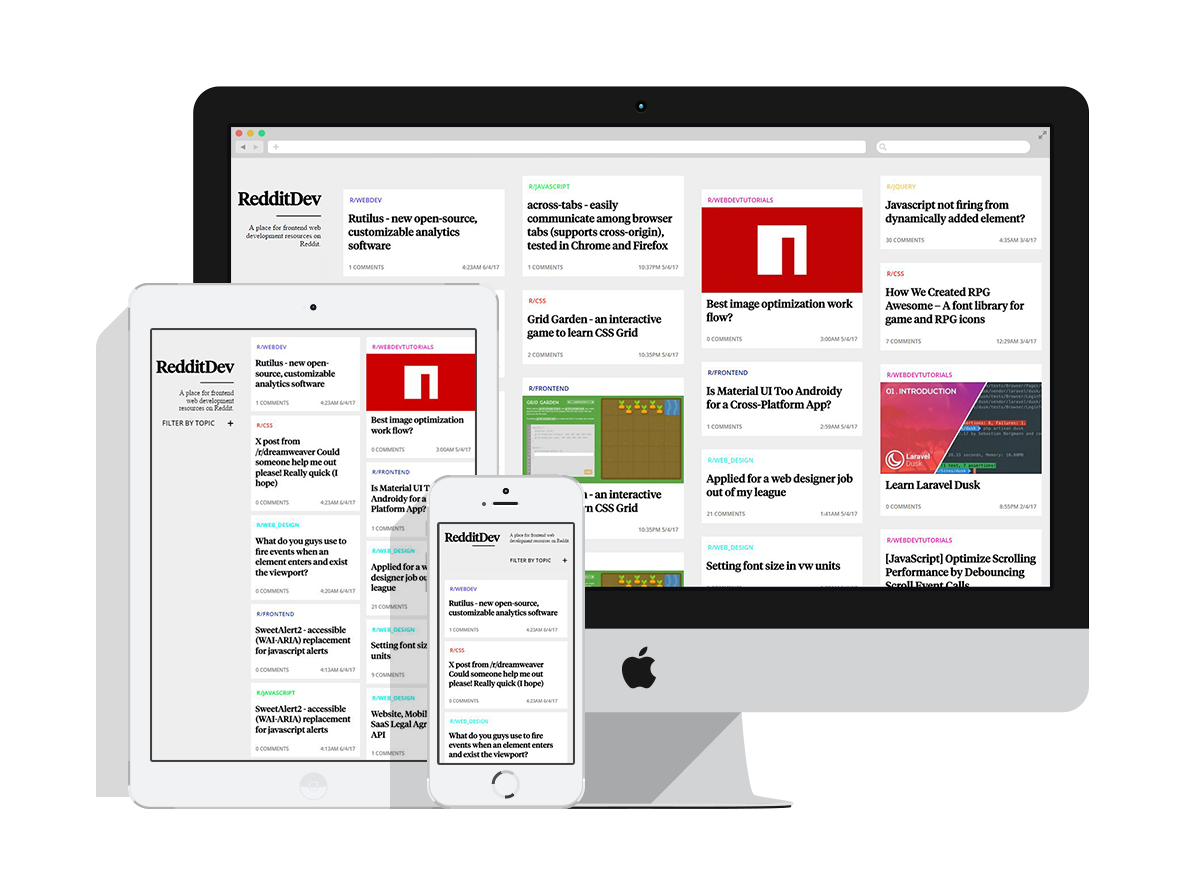 RedditDev
A place for frontend web
development resources on
Reddit.
R/WEBDEV
Rutilus - new open-source,
customizable analytics
software
1 COMMENTS 4:23AM 6/4/17
R/JAVASCRIPT
across-tabs - easily
communicate among browser
tabs (supports cross-origin),
tested in Chrome and Firefox
1 COMMENTS 10:37PM 5/4/17
R/CSS
Grid Garden - an interactive
game to learn CSS Grid
2 COMMENTS 10:35PM 5/4/17
R/FRONTEND
GRID GARDEN
- an interactive
rn CSS Grid
10:35PM 5/4/17
R/WEBDEVTUTORIALS
Best image optimization work
flow?
0 COMMENTS 3:00AM 5/4/17
R/FRONTEND
Is Material UI Too Androidy
for a Cross-Platform App?
1 COMMENTS 2:59AM 5/4/17
R/WEB_DESIGN
Applied for a web designer job
out of my league
21 COMMENTS 1:41AM 5/4/17
R/WEB_DESIGN
Setting font size in vw units
R/JQUERY
Javascript not firing from
dynamically added element?
30 COMMENTS 4:35AM 3/4/17
R/CSS
How We Created RPG
Awesome – A font library for
game and RPG icons
7 COMMENTS 12:29AM 3/4/17
R/WEBDEVTUTORIALS
01. INTRODUCTION
Laravel
Dusk
Learn Laravel Dusk
0 COMMENTS 8:55PM 2/4/17
R/WEBDEVTUTORIALS
[JavaScript] Optimize Scrolling
Performance by Debouncing
Scroll Event Calls
RedditDev
A place for frontend
web development
resources on Reddit.
FILTER BY TOPIC +
R/WEBDEV
Rutilus - new open-
source, customizable
analytics software
1 COMMENTS 4:23AM 6/4/17
R/CSS
X post from
/r/dreamweaver Could
someone help me out
please! Really quick (I
hope)
0 COMMENTS 4:23AM 6/4/17
R/WEB_DESIGN
What do you guys use to
fire events when an
element enters and exist
the viewport?
0 COMMENTS 4:20AM 6/4/17
R/FRONTEND
SweetAlert2 - accessible
(WAI-ARIA) replacement
for javascript alerts
0 COMMENTS 4:13AM 6/4/17
R/JAVASCRIPT
SweetAlert2 - accessible
(WAI-ARIA) replacement
for javascript alerts
0 COMMENTS 4:13AM 6/4/17
R/WEBDEVTUTORIALS
Best image optimization
work flow?
0 COMMENTS 3:00AM 5/4/17
R/FRONTEND
Is Material UI Too
Androidy for a
Platform App?
1 COMMENTS
R/WEB_DESIGN
Applied for a w
designer job ou
league
21 COMMENTS
R/WEB_DESIGN
Setting font siz
units
9 COMMENTS
R/WEB_DESIGN
Website, Mobil
SaaS Legal Agr
API
1 COMMENTS
RedditDev
A place for frontend web
development resources on Reddit.
FILTER BY TOPIC +
R/WEBDEV
Rutilus - new open-source,
customizable analytics software
1 COMMENTS 4:23AM 6/4/17
R/CSS
X post from /r/dreamweaver
Could someone help me out
please! Really quick (I hope)
0 COMMENTS 4:23AM 6/4/17
R/WEB_DESIGN
What do you guys use to fire
events when an element enters
and exist the viewport?